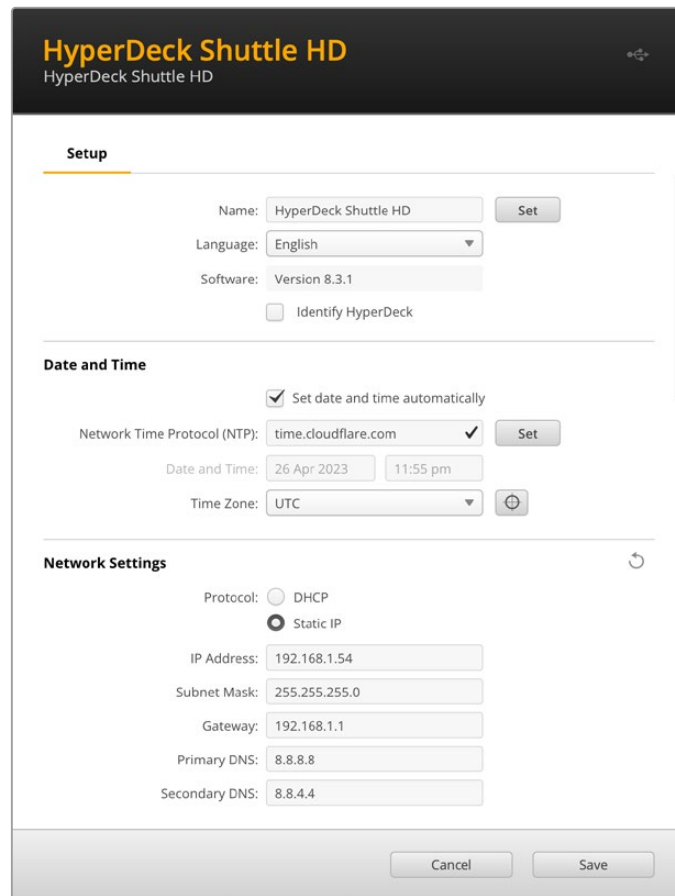 HyperDeck Shuttle HD
HyperDeck Shuttle HD
Setup
Name: HyperDeck Shuttle HD Set
Language: English
Software: Version 8.3.1
Identify HyperDeck
Date and Time
Set date and time automatically
Network Time Protocol (NTP): time.cloudflare.com Set
Date and Time: 26 Apr 2023 11:55 pm
Time Zone: UTC
Network Settings
Protocol: DHCP
Static IP
IP Address: 192.168.1.54
Subnet Mask: 255.255.255.0
Gateway: 192.168.1.1
Primary DNS: 8.8.8.8
Secondary DNS: 8.8.4.4
Cancel Save